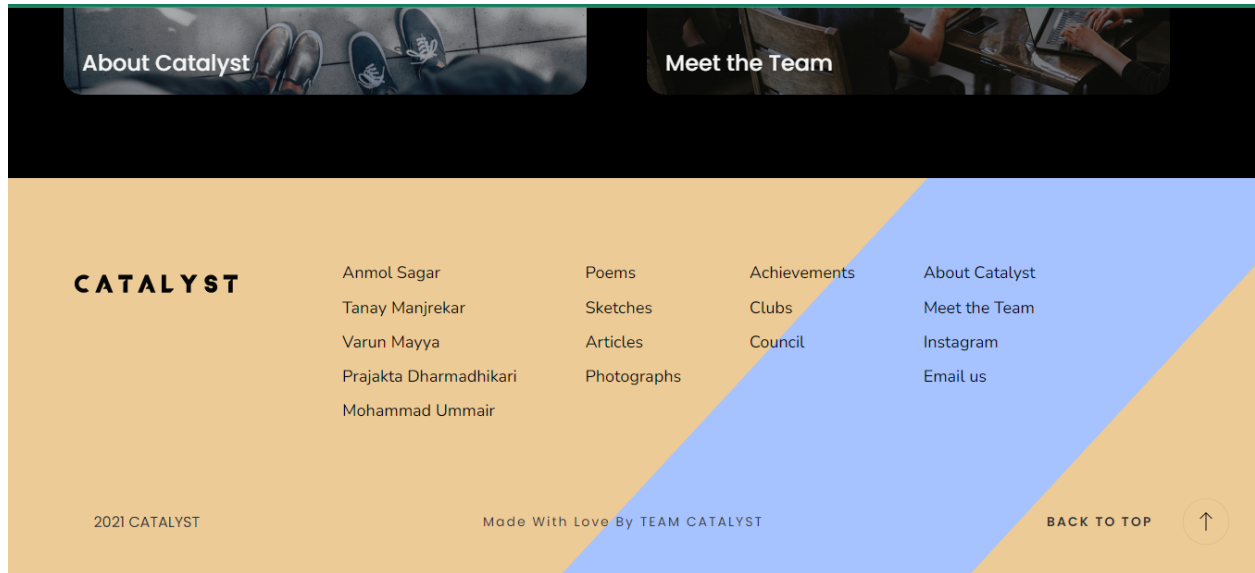 About Catalyst
Meet the Team
CATALYST
Anmol Sagar
Tanay Manjrekar
Varun Mayya
Prajakta Dharmadhikari
Mohammad Ummair
Poems
Sketches
Articles
Photographs
Achievements
Clubs
Council
About Catalyst
Meet the Team
Instagram
Email us
2021 CATALYST
Made With Love By TEAM CATALYST
BACK TO TOP